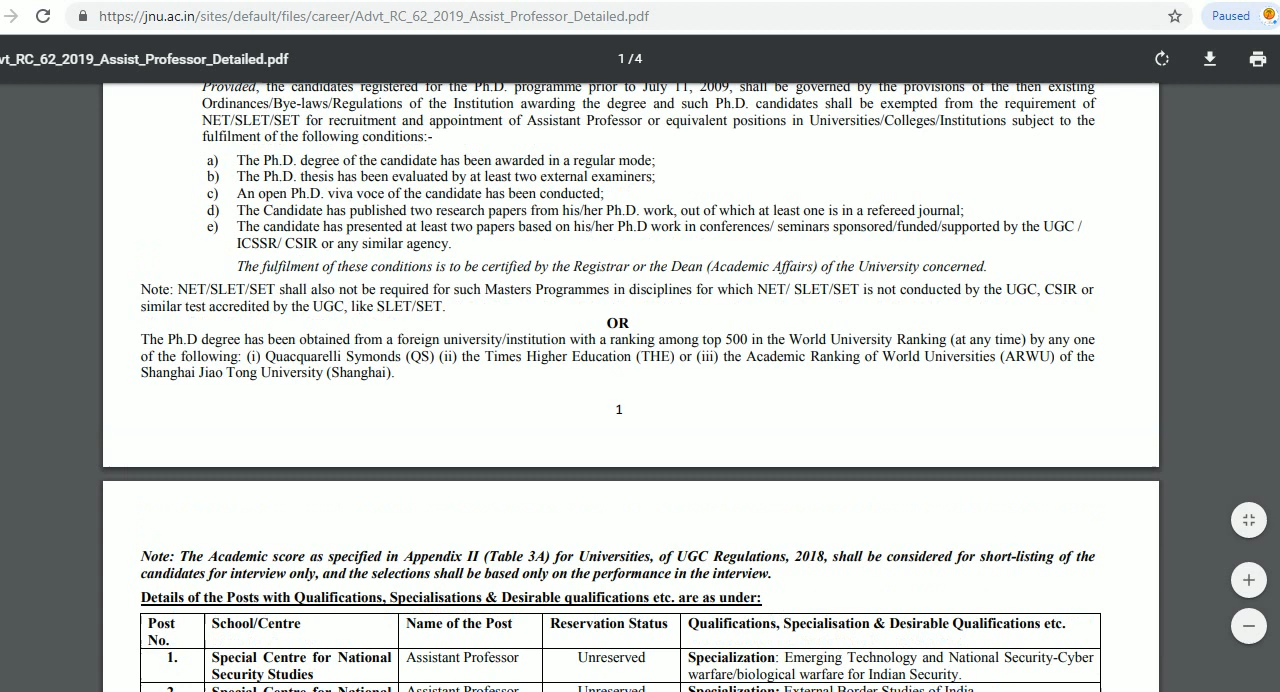 https://jnu.ac.in/sites/default/files/career/Advt_RC_62_2019_Assist_Professor_Detailed.pdf
Paused
vt_RC_62_2019_Assist_Professor_Detailed.pdf
1 / 4
Provided, the candidates registered for the Ph.D. programme prior to July 11, 2009, shall be governed by the provisions of the then existing
Ordinances/Bye-laws/Regulations of the Institution awarding the degree and such Ph.D. candidates shall be exempted from the requirement of
NET/SLET/SET for recruitment and appointment of Assistant Professor or equivalent positions in Universities/Colleges/Institutions subject to the
fulfilment of the following conditions:-
a) The Ph.D. degree of the candidate has been awarded in a regular mode;
b) The Ph.D. thesis has been evaluated by at least two external examiners;
c) An open Ph.D. viva voce of the candidate has been conducted;
d) The Candidate has published two research papers from his/her Ph.D. work, out of which at least one is in a refereed journal;
e) The candidate has presented at least two papers based on his/her Ph.D work in conferences/ seminars sponsored/funded/supported by the UGC /
ICSSR/ CSIR or any similar agency.
The fulfilment of these conditions is to be certified by the Registrar or the Dean (Academic Affairs) of the University concerned.
Note: NET/SLET/SET shall also not be required for such Masters Programmes in disciplines for which NET/ SLET/SET is not conducted by the UGC, CSIR or
similar test accredited by the UGC, like SLET/SET.
OR
The Ph.D degree has been obtained from a foreign university/institution with a ranking among top 500 in the World University Ranking (at any time) by any one
of the following: (i) Quacquarelli Symonds (QS) (ii) the Times Higher Education (THE) or (iii) the Academic Ranking of World Universities (ARWU) of the
Shanghai Jiao Tong University (Shanghai).
1
Note: The Academic score as specified in Appendix II (Table 3A) for Universities, of UGC Regulations, 2018, shall be considered for short-listing of the
candidates for interview only, and the selections shall be based only on the performance in the interview.
Details of the Posts with Qualifications, Specialisations & Desirable qualifications etc. are as under:
Post School/Centre Name of the Post Reservation Status Qualifications, Specialisation & Desirable Qualifications etc.
No.
1. Special Centre for National Assistant Professor Unreserved Specialization: Emerging Technology and National Security-Cyber
Security Studies warfare/biological warfare for Indian Security.
2. Special Centre for National Assistant Professor Unreserved Specialization: External Border Studies of India